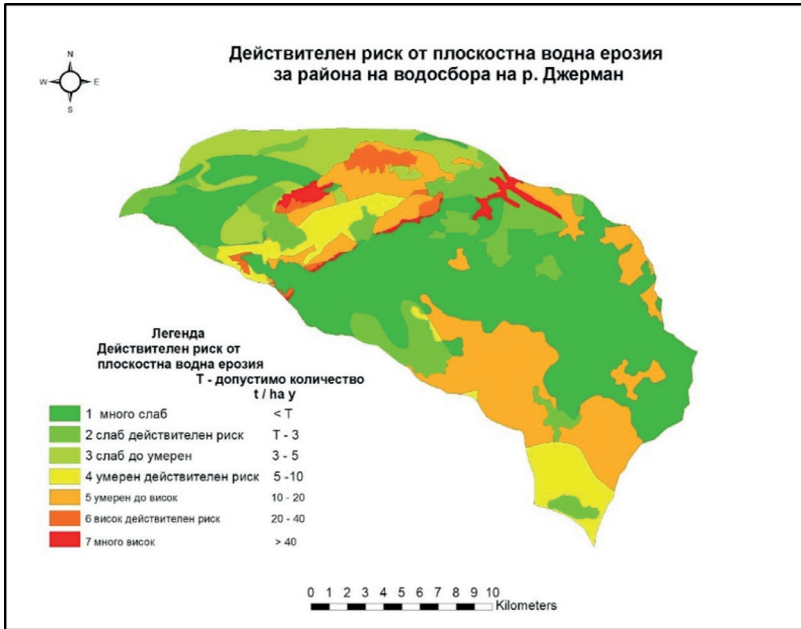 Действителен риск от плоскостна водна ерозия
за района на водосбора на р. Джерман
N
W E
S
Легенда
Действителен риск от
плоскостна водна ерозия
Т - допустимо количество
t / ha y
1 много слаб < T
2 слаб действителен риск T - 3
3 слаб до умерен 3 - 5
4 умерен действителен риск 5 -10
5 умерен до висок 10 - 20
6 висок действителен риск 20 - 40
7 много висок > 40
0 1 2 3 4 5 6 7 8 9 10
Kilometers